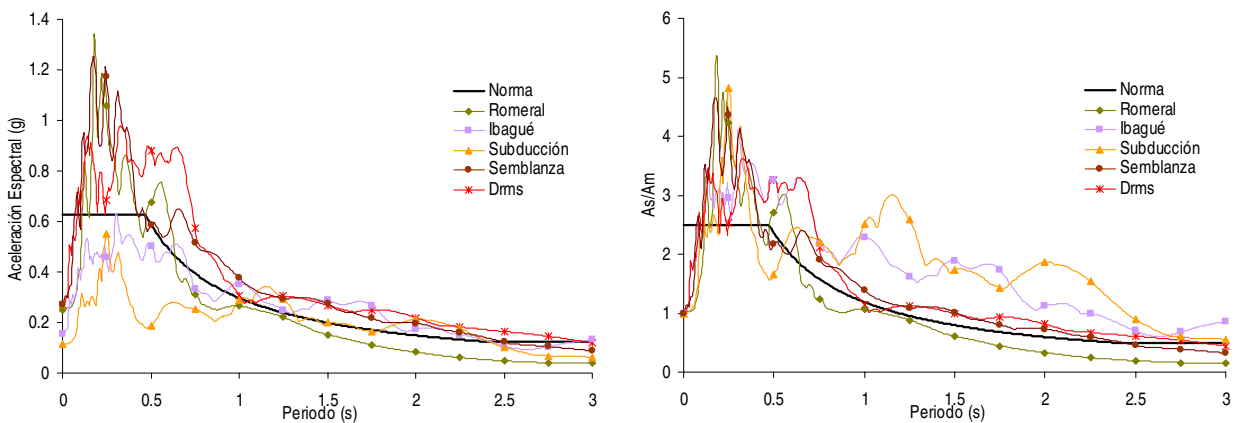 1.4
1.2
1
0.8
0.6
0.4
0.2
0
Aceleración Espectral (g)
0 0.5 1 1.5 2 2.5 3
Periodo (s)
Norma
Romeral
Ibagué
Subducción
Semblanza
Drms
6
5
4
3
2
1
0
As/Am
0 0.5 1 1.5 2 2.5 3
Periodo (s)
Norma
Romeral
Ibagué
Subducción
Semblanza
Drms